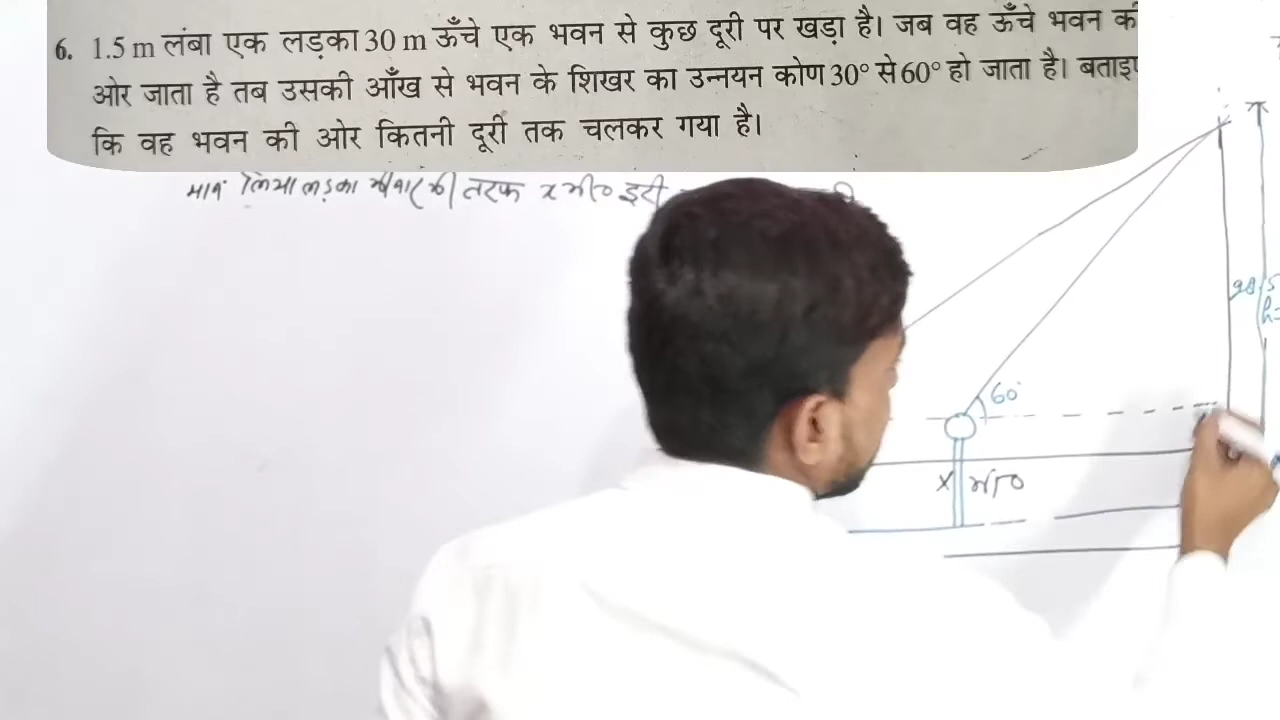 6. 1.5 m लंबा एक लड़का 30 m ऊँचे एक भवन से कुछ दूरी पर खड़ा है। जब वह ऊँचे भवन की
ओर जाता है तब उसकी आँख से भवन के शिखर का उन्नयन कोण 30° से 60° हो जाता है। बताइए
कि वह भवन की ओर कितनी दूरी तक चलकर गया है।
माना लिया लड़का की तरफ x मी०
60°
x मी०